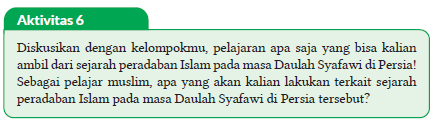 Aktivitas 6
Diskusikan dengan kelompokmu, pelajaran apa saja yang bisa kalian
ambil dari sejarah peradaban Islam pada masa Daulah Syafawi di Persia!
Sebagai pelajar muslim, apa yang akan kalian lakukan terkait sejarah
peradaban Islam pada masa Daulah Syafawi di Persia tersebut?